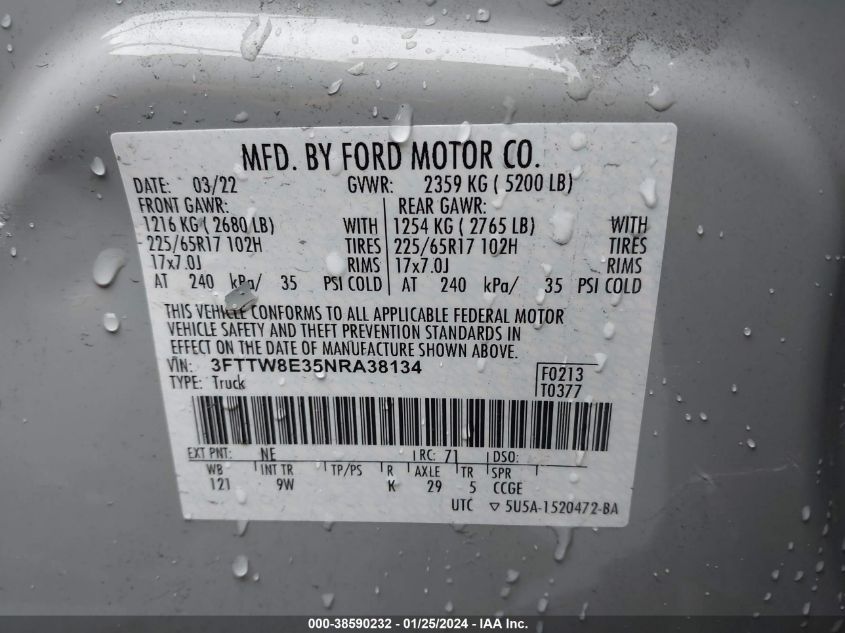 MFD. BY FORD MOTOR CO.
DATE: 03/22 GVWR: 2359 KG ( 5200 LB)
FRONT GAWR: REAR GAWR:
1216 KG ( 2680 LB) WITH 1254 KG ( 2765 LB) WITH
225/65R17 102H TIRES 225/65R17 102H TIRES
17x7.0J RIMS 17x7.0J RIMS
AT 240 kPa/ 35 PSI COLD AT 240 kPa/ 35 PSI COLD
THIS VEHICLE CONFORMS TO ALL APPLICABLE FEDERAL MOTOR
VEHICLE SAFETY AND THEFT PREVENTION STANDARDS IN
EFFECT ON THE DATE OF MANUFACTURE SHOWN ABOVE.
VIN: 3FTTW8E35NRA38134 F0213
TYPE: Truck T0377
EXT PNT: NE RC: 71 DSO:
WB INT TR TP/PS R AXLE TR SPR
121 9W K 29 5 CCGE
UTC ▽ 5U5A-1520472-BA
000-38590232 - 01/25/2024 - IAA Inc.